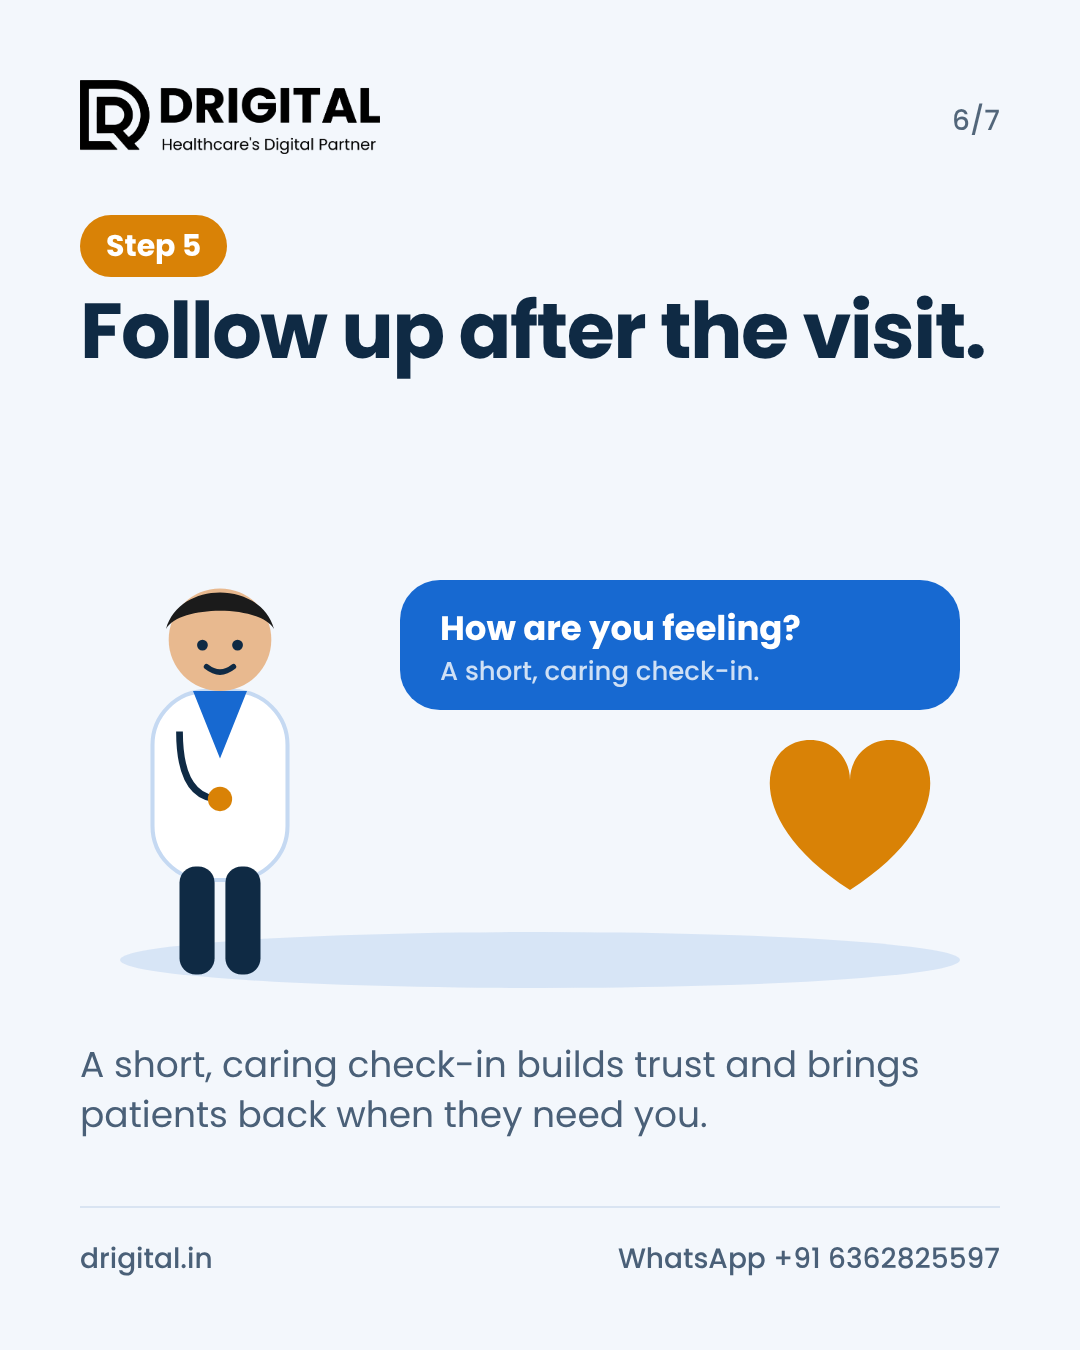 DRIGITAL
Healthcare's Digital Partner
6/7
Step 5
Follow up after the visit.
How are you feeling?
A short, caring check-in.
A short, caring check-in builds trust and brings
patients back when they need you.
drigital.in
WhatsApp +91 6362825597